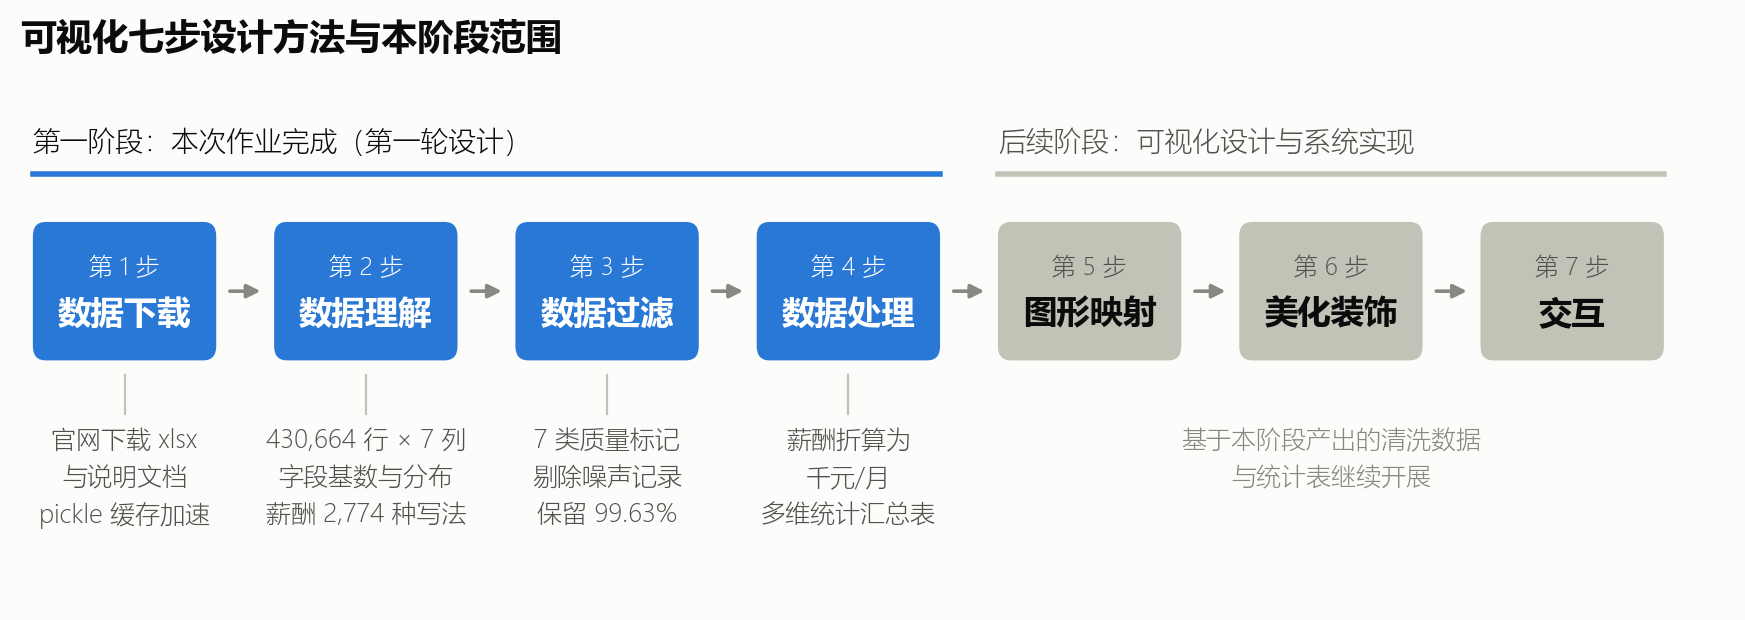 可视化七步设计方法与本阶段范围
第一阶段：本次作业完成（第一轮设计）
后续阶段：可视化设计与系统实现
第 1 步
数据下载
第 2 步
数据理解
第 3 步
数据过滤
第 4 步
数据处理
第 5 步
图形映射
第 6 步
美化装饰
第 7 步
交互
官网下载 xlsx
与说明文档
pickle 缓存加速
430,664 行 × 7 列
字段基数与分布
薪酬 2,774 种写法
7 类质量标记
剔除噪声记录
保留 99.63%
薪酬折算为
千元/月
多维统计汇总表
基于本阶段产出的清洗数据
与统计表继续开展